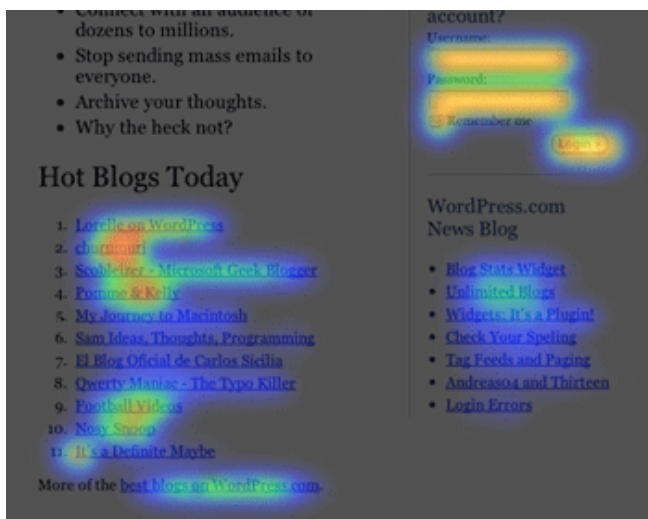 Connect with an audience of
dozens to millions.
• Stop sending mass emails to
everyone.
• Archive your thoughts.
• Why the heck not?
Hot Blogs Today
1. Lorelle on WordPress
2. churumuri
3. Scobleizer - Microsoft Geek Blogger
4. Pomme & Kelly
5. My Journey to Macintosh
6. Sam Ideas, Thoughts, Programming
7. El Blog Oficial de Carlos Sicilia
8. Qwerty Maniac - The Typo Killer
9. Football Videos
10. Nosy Snoop
11. It's a Definite Maybe
More of the best blogs on WordPress.com.
account?
Username:
Password:
Remember me
Login »
WordPress.com
News Blog
• Blog Stats Widget
• Unlimited Blogs
• Widgets: It's a Plugin!
• Check Your Speling
• Tag Feeds and Paging
• Andreas04 and Thirteen
• Login Errors